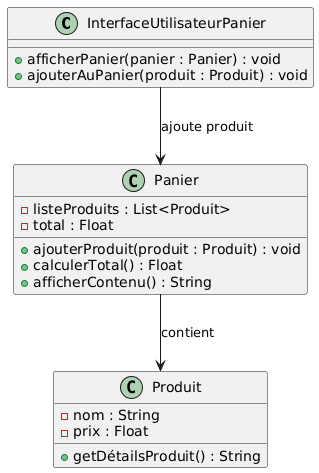 C InterfaceUtilisateurPanier
afficherPanier(panier : Panier) : void
ajouterAuPanier(produit : Produit) : void
ajoute produit
C Panier
listeProduits : List<Produit>
total : Float
ajouterProduit(produit : Produit) : void
calculerTotal() : Float
afficherContenu() : String
contient
C Produit
nom : String
prix : Float
getDétailsProduit() : String